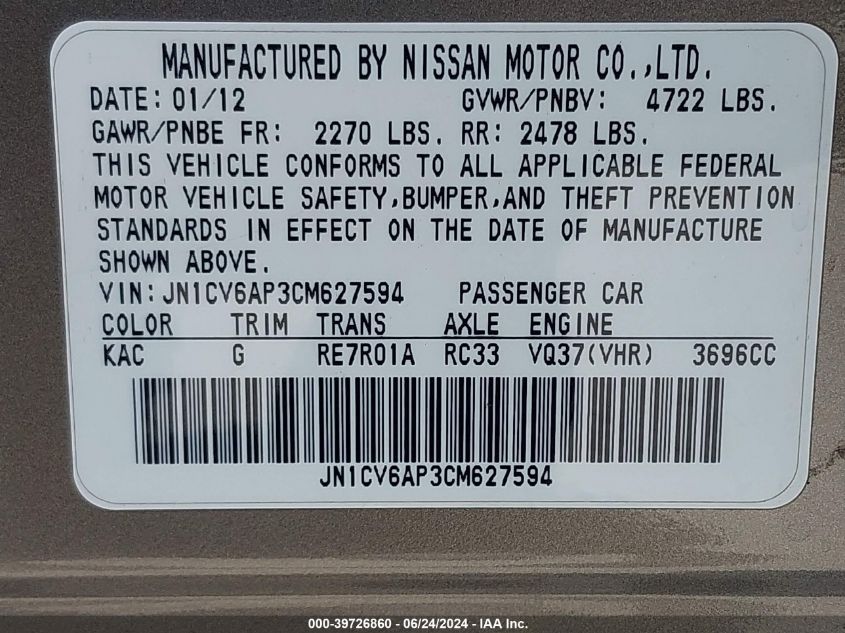 MANUFACTURED BY NISSAN MOTOR CO.,LTD.
DATE: 01/12 GVWR/PNBV: 4722 LBS.
GAWR/PNBE FR: 2270 LBS. RR: 2478 LBS.
THIS VEHICLE CONFORMS TO ALL APPLICABLE FEDERAL
MOTOR VEHICLE SAFETY,BUMPER,AND THEFT PREVENTION
STANDARDS IN EFFECT ON THE DATE OF MANUFACTURE
SHOWN ABOVE.
VIN:JN1CV6AP3CM627594 PASSENGER CAR
COLOR TRIM TRANS AXLE ENGINE
KAC G RE7R01A RC33 VQ37(VHR) 3696CC
JN1CV6AP3CM627594
000-39726860 - 06/24/2024 - IAA Inc.